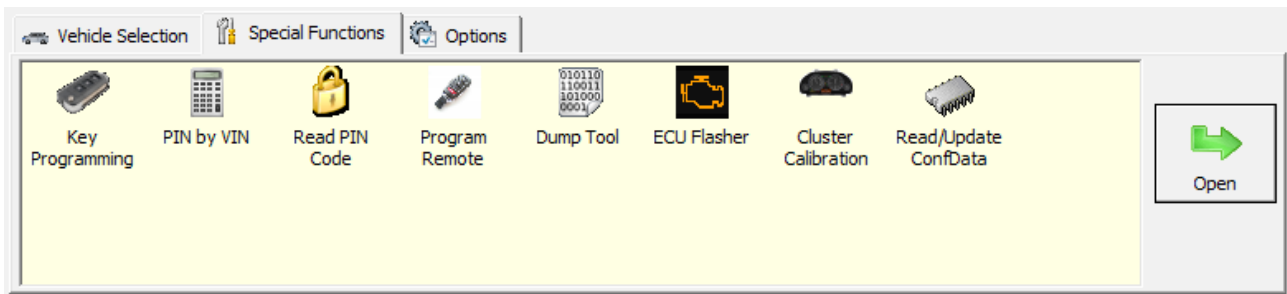 Vehicle Selection
Special Functions
Options
010110
110011
101000
0001
Key
Programming
PIN by VIN
Read PIN
Code
Program
Remote
Dump Tool
ECU Flasher
Cluster
Calibration
Read/Update
ConfData
Open